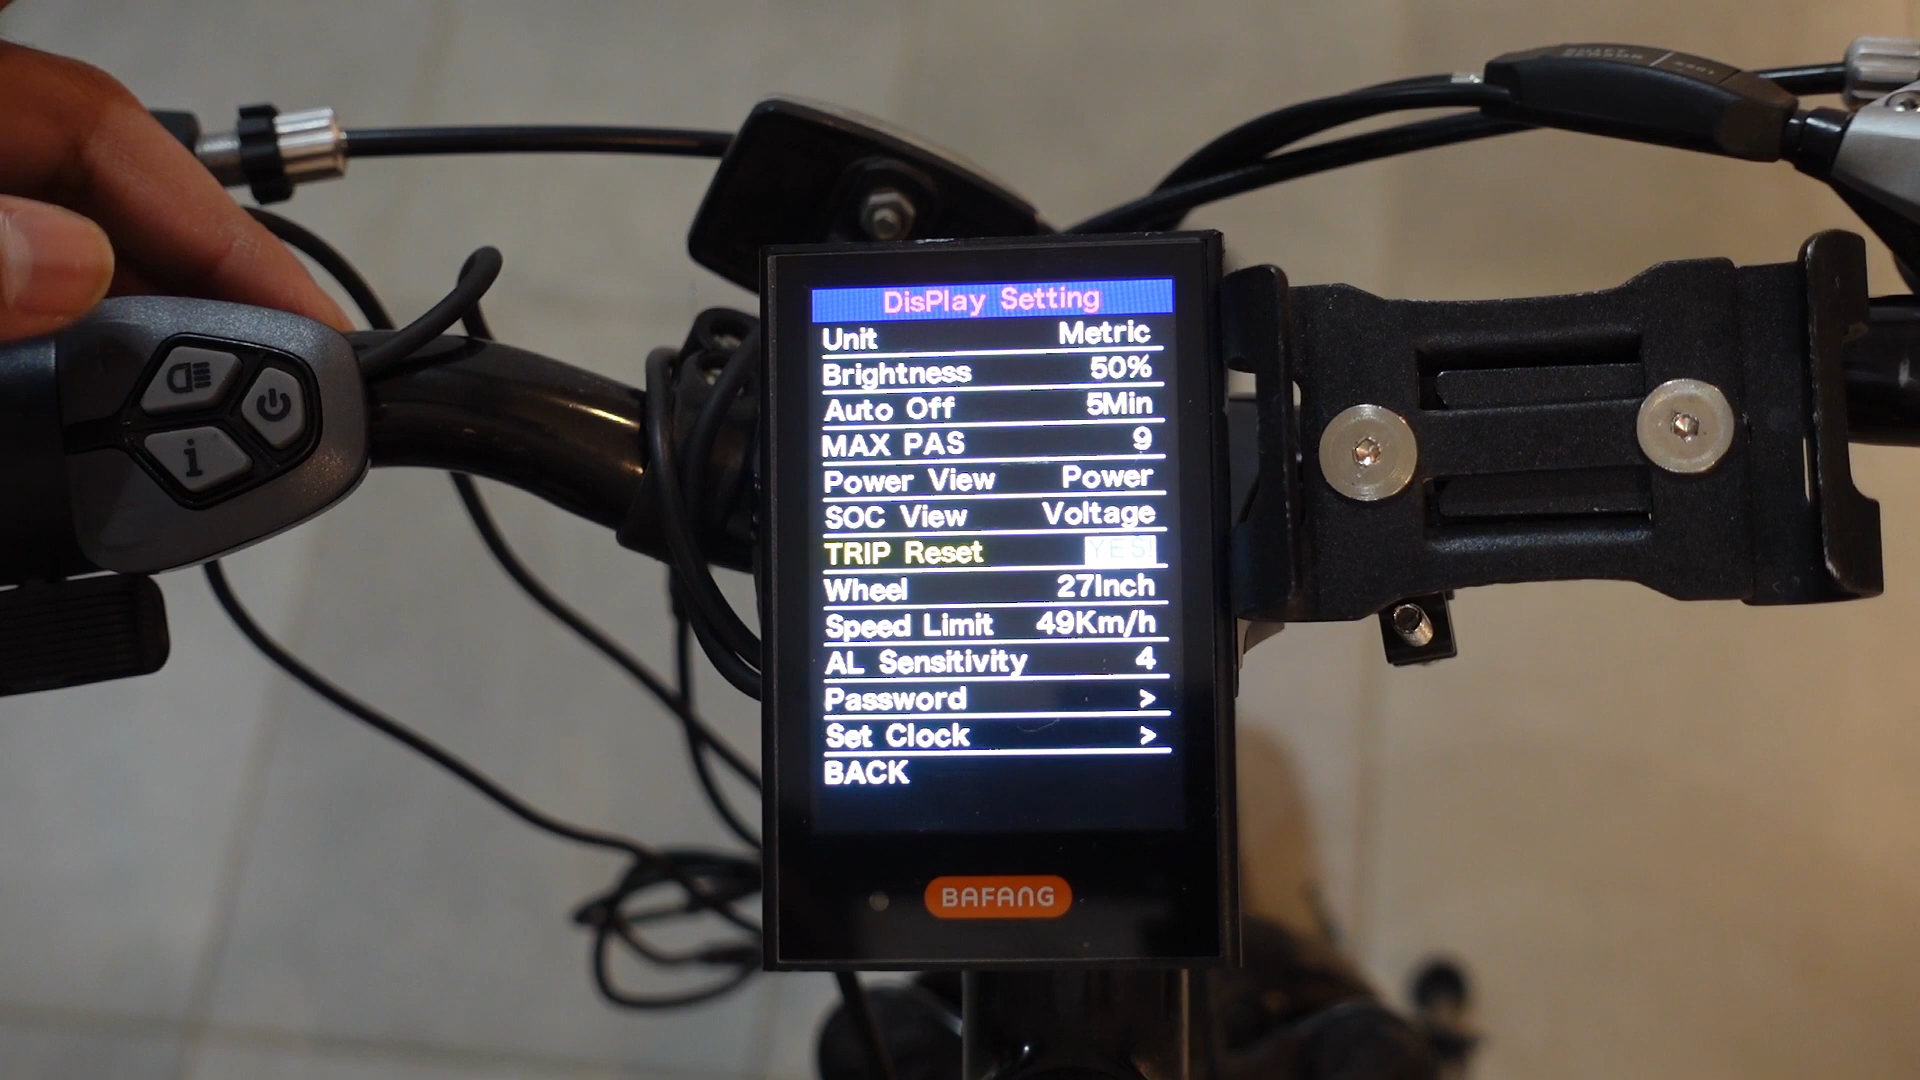 DisPlay Setting
Unit Metric
Brightness 50%
Auto Off 5Min
MAX PAS 9
Power View Power
SOC View Voltage
TRIP Reset YES
Wheel 27Inch
Speed Limit 49Km/h
AL Sensitivity 4
Password >
Set Clock >
BACK
BAFANG
i